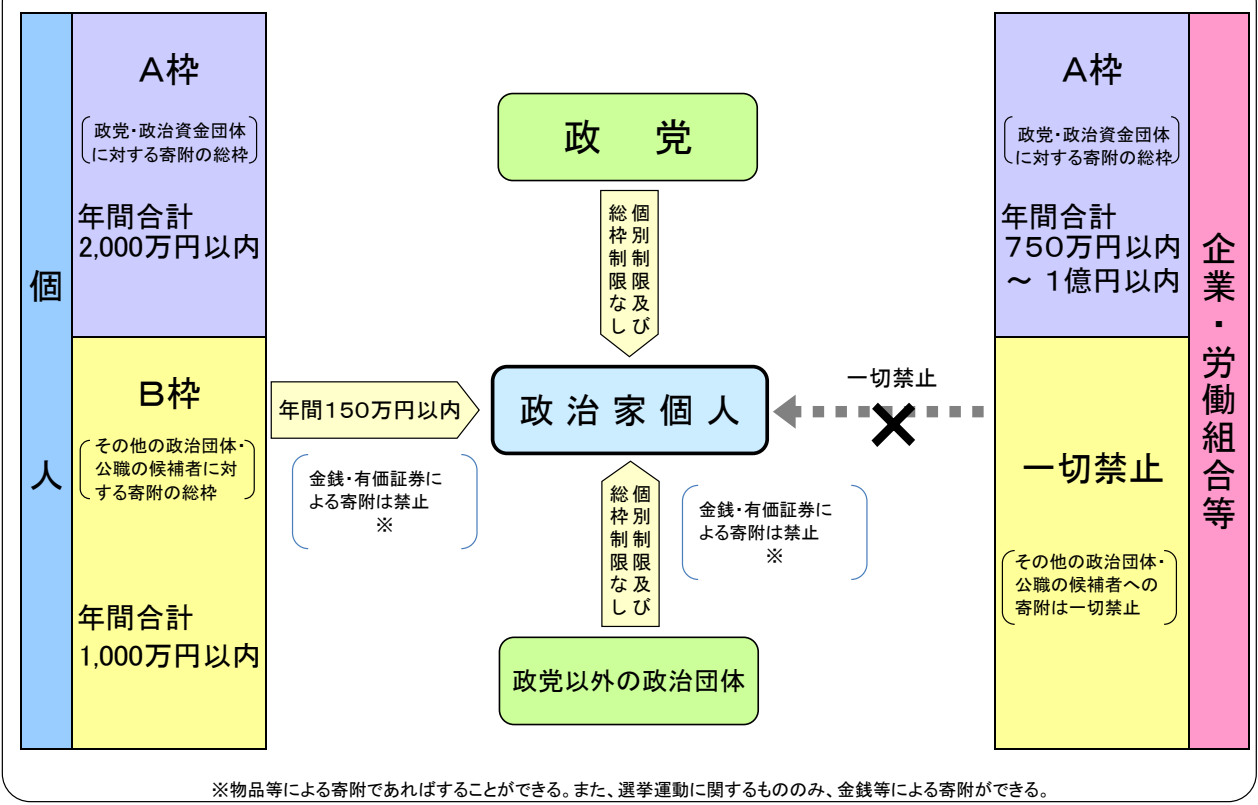 個人
A枠
政党・政治資金団体
に対する寄附の総枠
年間合計
2,000万円以内
B枠
その他の政治団体・
公職の候補者に対
する寄附の総枠
年間合計
1,000万円以内
年間150万円以内
金銭・有価証券に
よる寄附は禁止
※
政 党
個別制限及び
総枠制限なし
政治家個人
個別制限及び
総枠制限なし
政党以外の政治団体
金銭・有価証券に
よる寄附は禁止
※
一切禁止
A枠
政党・政治資金団体
に対する寄附の総枠
年間合計
750万円以内
～ 1億円以内
一切禁止
その他の政治団体・
公職の候補者への
寄附は一切禁止
企業・労働組合等
※物品等による寄附であればすることができる。また、選挙運動に関するもののみ、金銭等による寄附ができる。